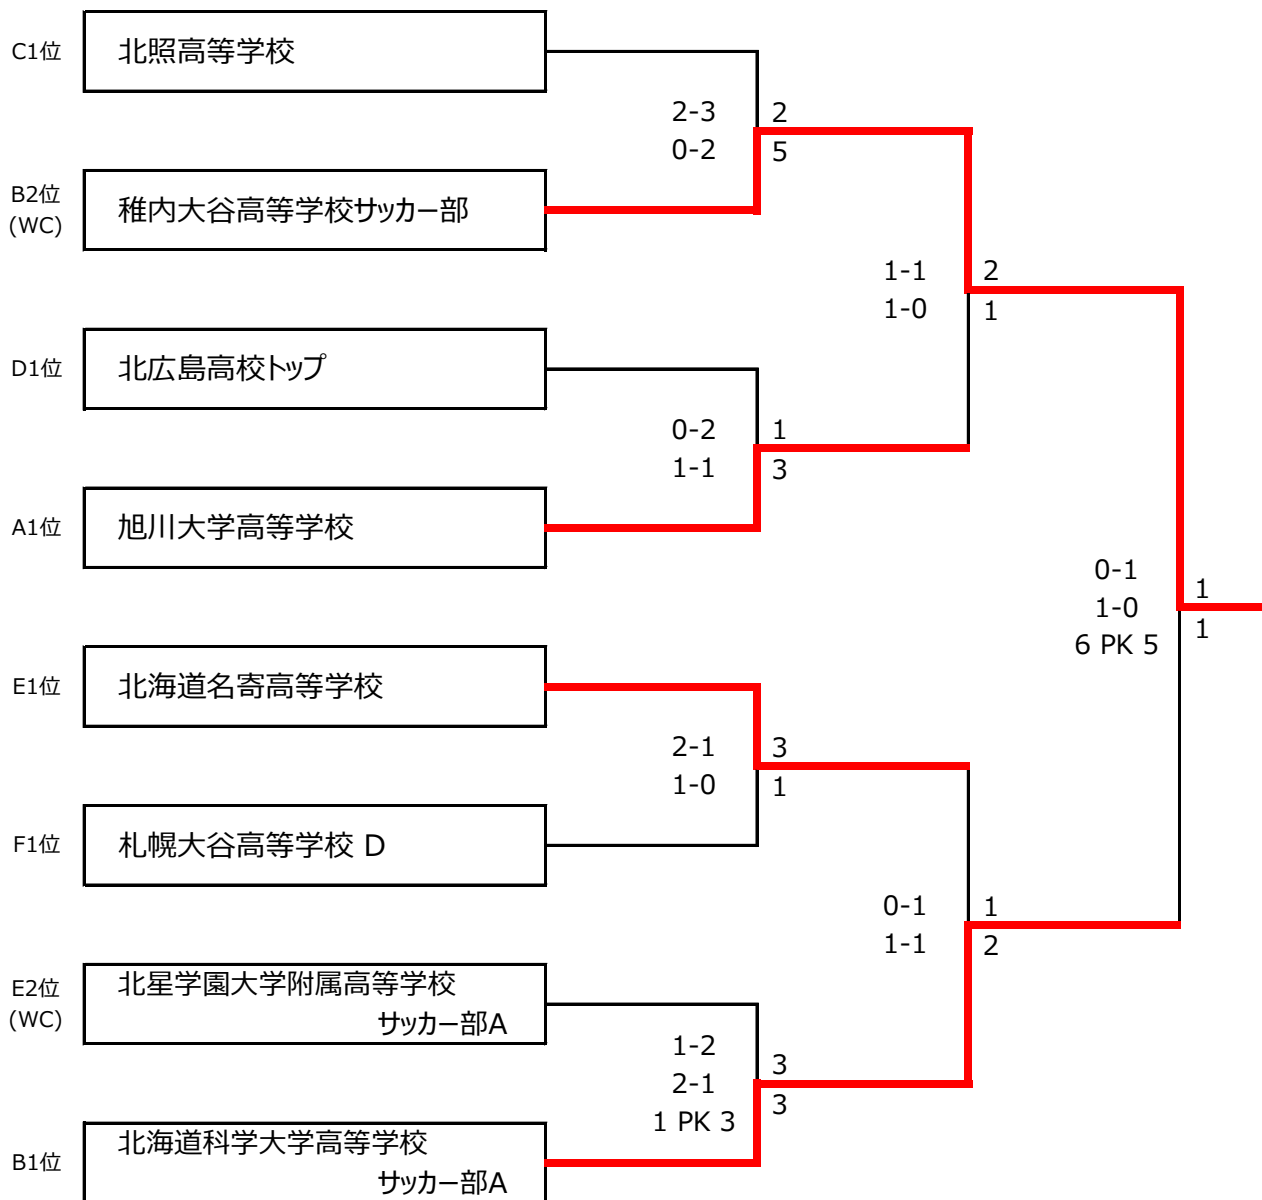 C1位
北照高等学校
2-3
2
0-2
5
B2位
(WC)
稚内大谷高等学校サッカー部
1-1
2
1-0
1
D1位
北広島高校トップ
0-2
1
1-1
3
A1位
旭川大学高等学校
0-1
1
1-0
1
6 PK 5
E1位
北海道名寄高等学校
2-1
3
1-0
1
F1位
札幌大谷高等学校 D
0-1
1
1-1
2
E2位
(WC)
北星学園大学附属高等学校
サッカー部A
1-2
3
2-1
3
1 PK 3
B1位
北海道科学大学高等学校
サッカー部A